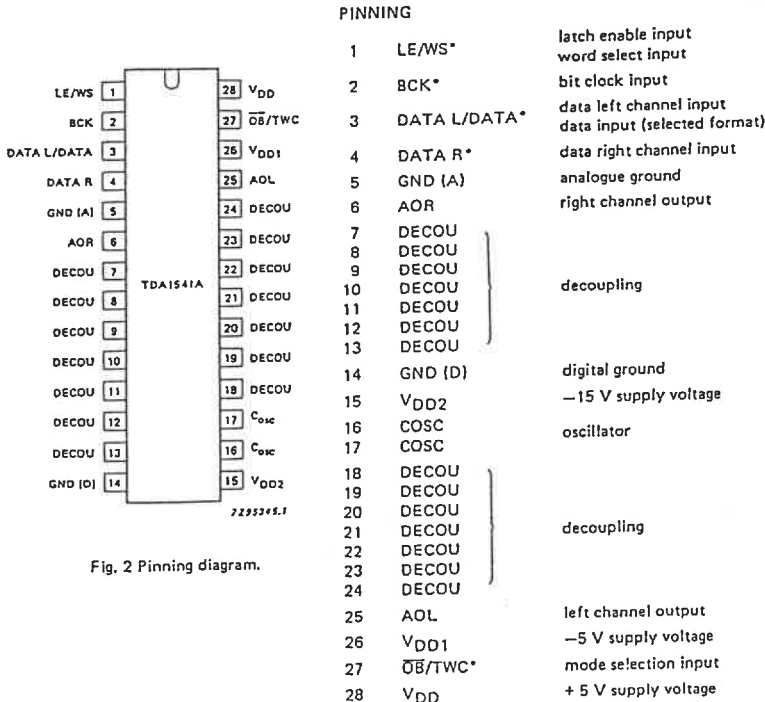 PINNING
LE/WS 1
BCK 2
DATA L/DATA 3
DATA R 4
GND (A) 5
AOR 6
DECOU 7
DECOU 8
DECOU 9
DECOU 10
DECOU 11
DECOU 12
DECOU 13
GND (D) 14
TDA1541A
28 VDD
27 O̅B̅/TWC
26 VDD1
25 AOL
24 DECOU
23 DECOU
22 DECOU
21 DECOU
20 DECOU
19 DECOU
18 DECOU
17 Cosc
16 Cosc
15 VDD2
7Z95345.1
Fig. 2 Pinning diagram.
1 LE/WS* latch enable input
word select input
2 BCK* bit clock input
3 DATA L/DATA* data left channel input
data input (selected format)
4 DATA R* data right channel input
5 GND (A) analogue ground
6 AOR right channel output
7 DECOU
8 DECOU
9 DECOU
10 DECOU decoupling
11 DECOU
12 DECOU
13 DECOU
14 GND (D) digital ground
15 VDD2 —15 V supply voltage
16 COSC oscillator
17 COSC
18 DECOU
19 DECOU
20 DECOU
21 DECOU decoupling
22 DECOU
23 DECOU
24 DECOU
25 AOL left channel output
26 VDD1 —5 V supply voltage
27 O̅B̅/TWC* mode selection input
28 VDD + 5 V supply voltage